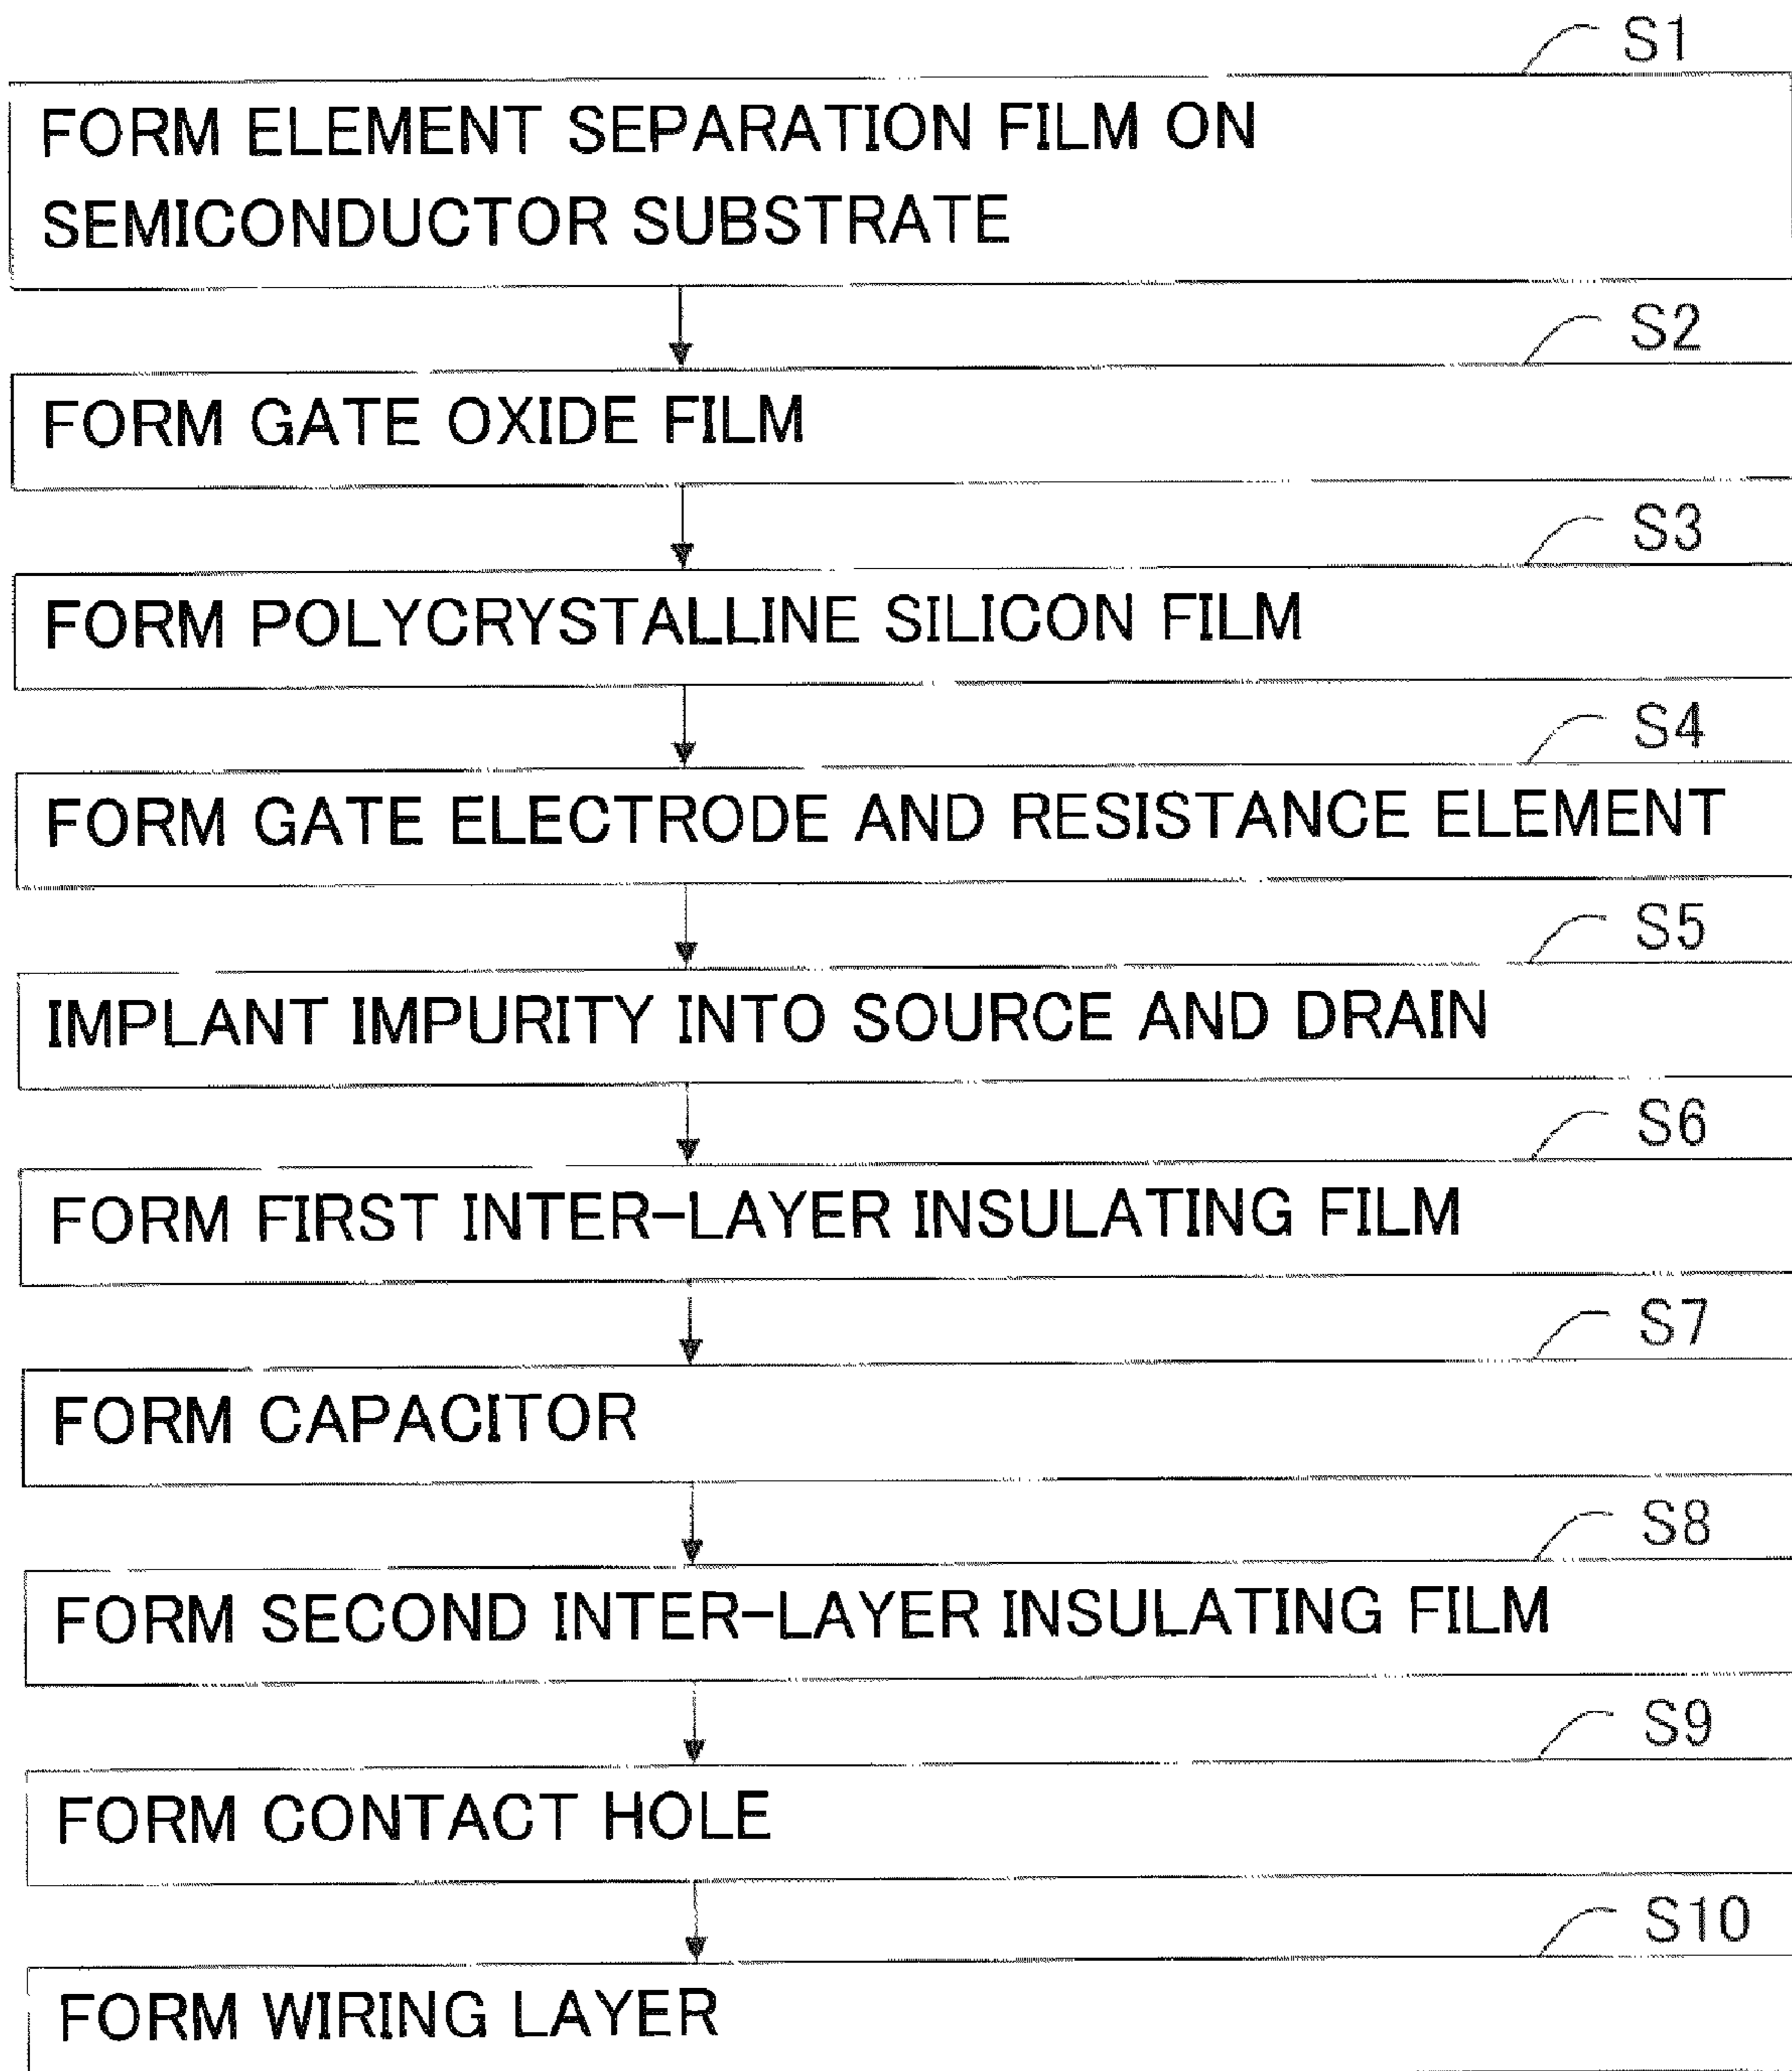 S1
FORM ELEMENT SEPARATION FILM ON
SEMICONDUCTOR SUBSTRATE
S2
FORM GATE OXIDE FILM
S3
FORM POLYCRYSTALLINE SILICON FILM
S4
FORM GATE ELECTRODE AND RESISTANCE ELEMENT
S5
IMPLANT IMPURITY INTO SOURCE AND DRAIN
S6
FORM FIRST INTER-LAYER INSULATING FILM
S7
FORM CAPACITOR
S8
FORM SECOND INTER-LAYER INSULATING FILM
S9
FORM CONTACT HOLE
S10
FORM WIRING LAYER